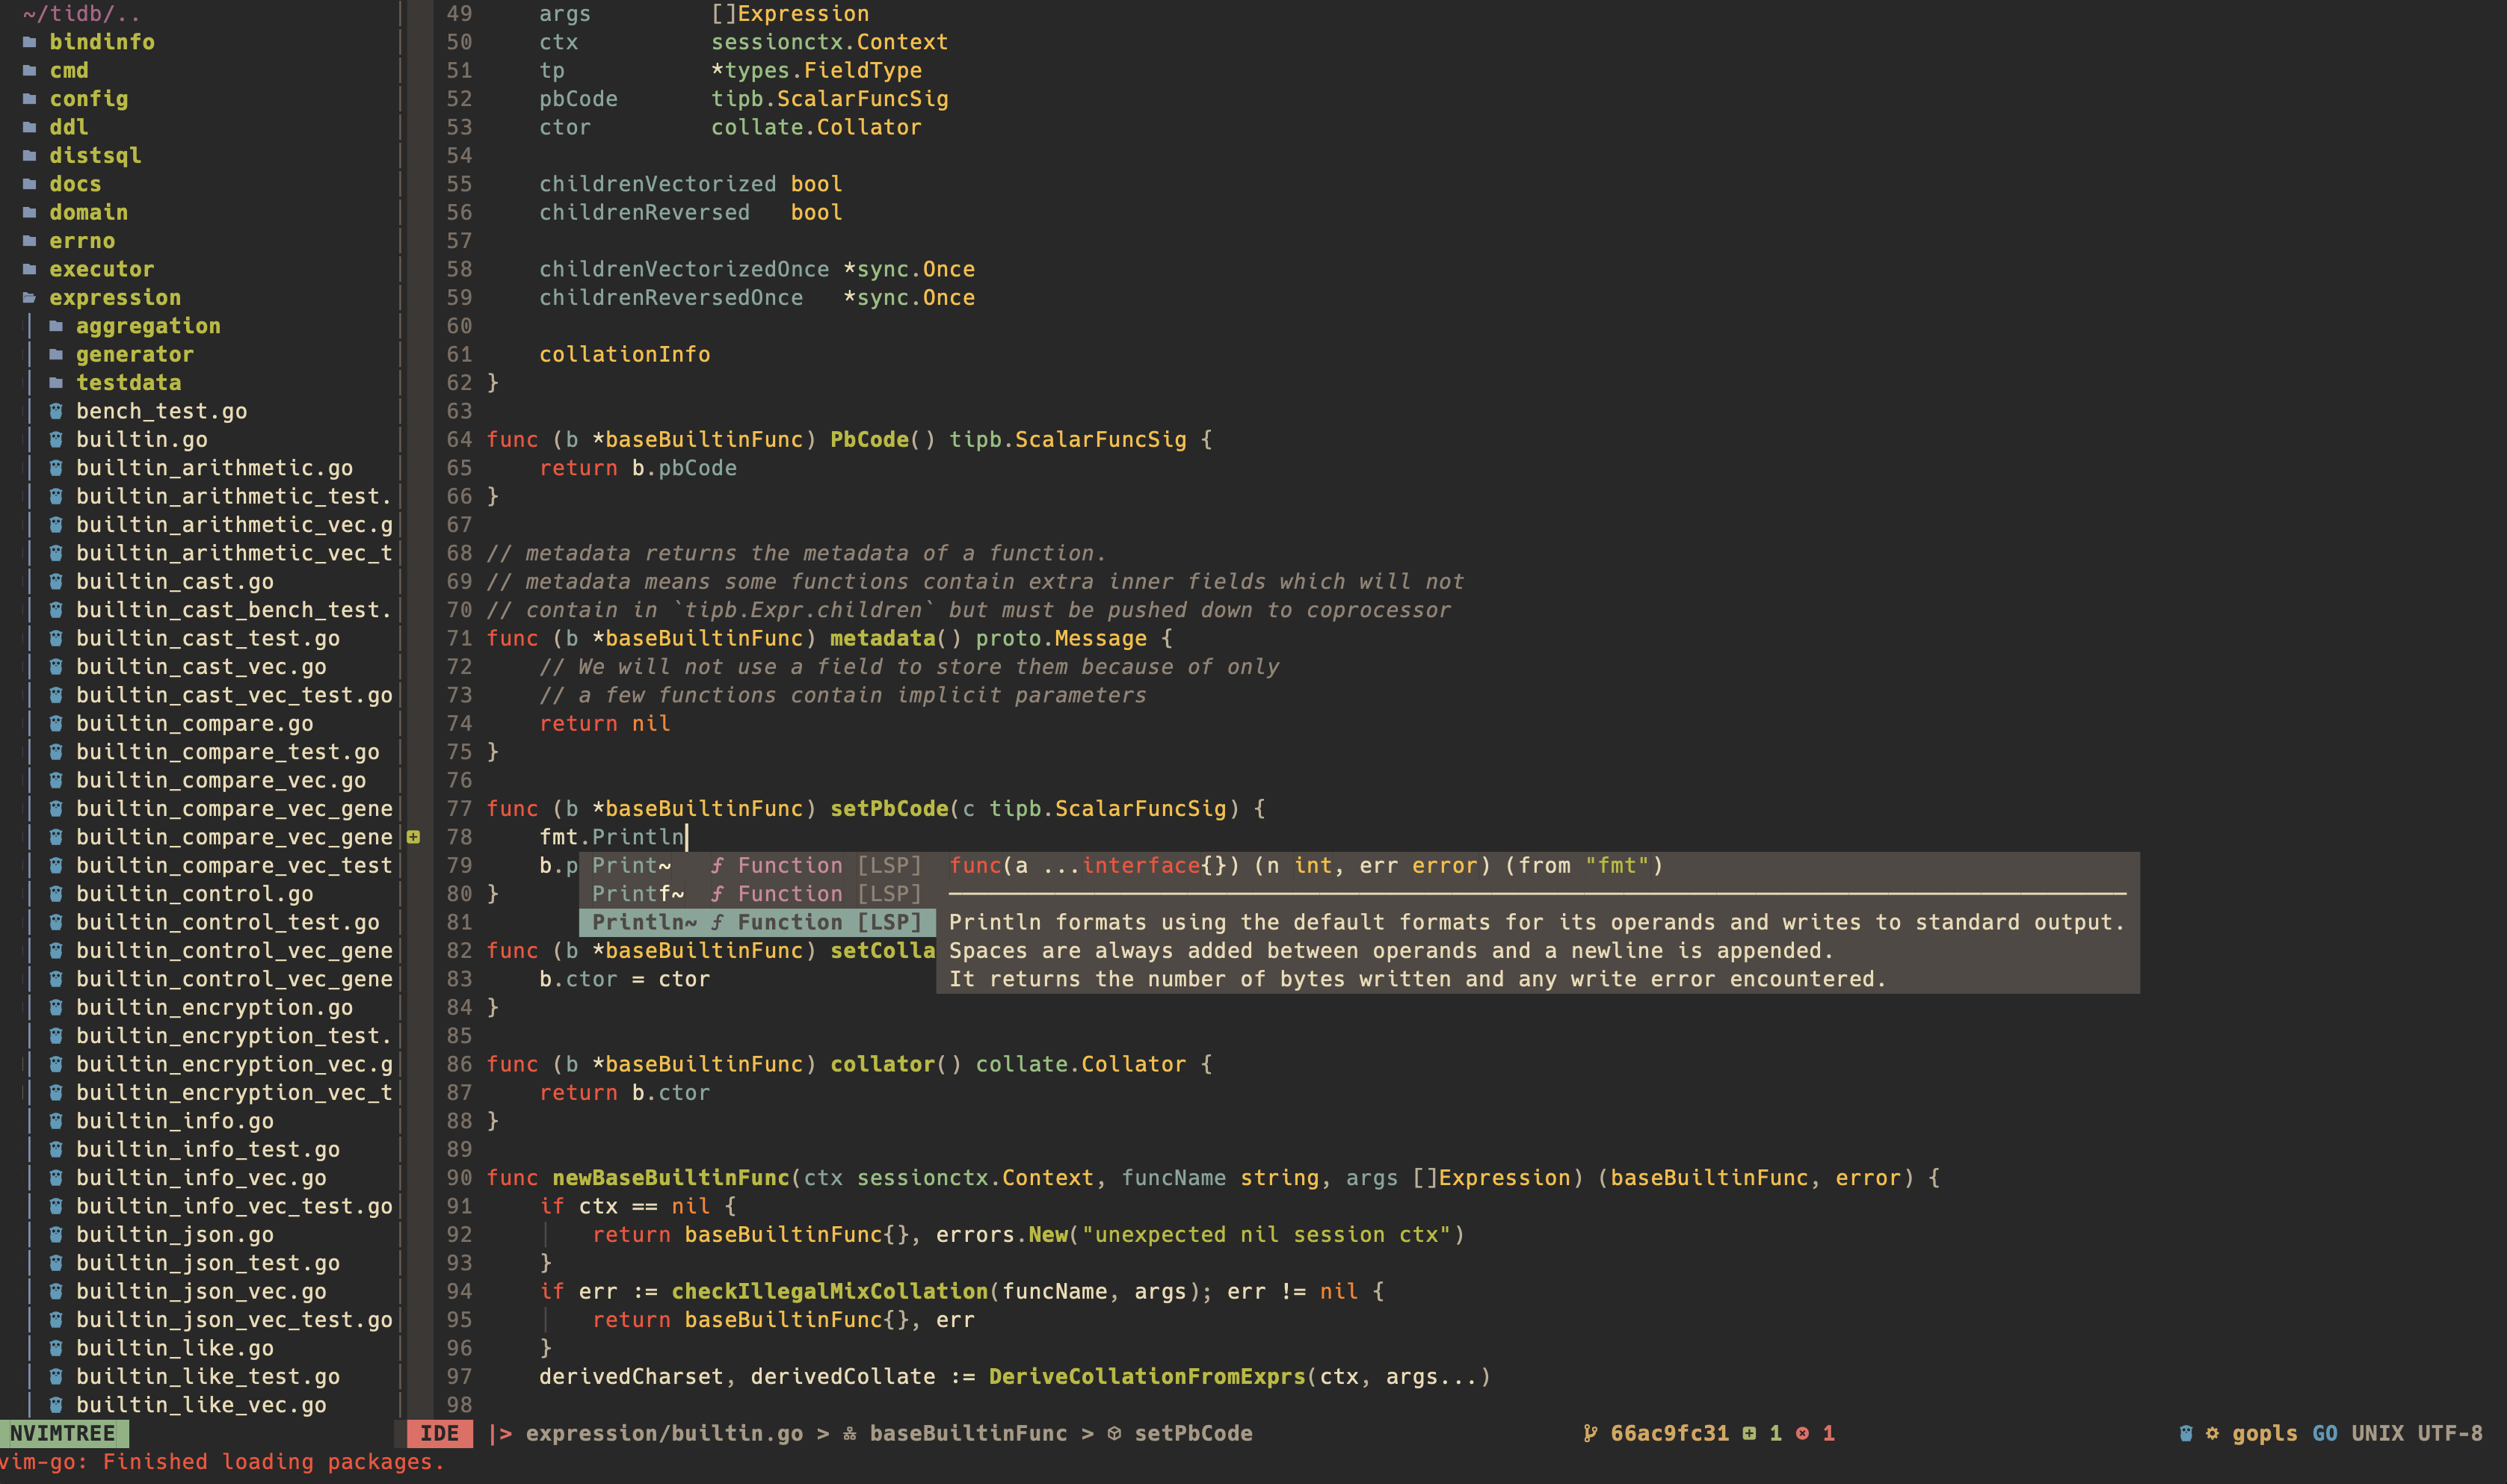 ~/tidb/..
bindinfo
cmd
config
ddl
distsql
docs
domain
errno
executor
expression
aggregation
generator
testdata
bench_test.go
builtin.go
builtin_arithmetic.go
builtin_arithmetic_test.
builtin_arithmetic_vec.g
builtin_arithmetic_vec_t
builtin_cast.go
builtin_cast_bench_test.
builtin_cast_test.go
builtin_cast_vec.go
builtin_cast_vec_test.go
builtin_compare.go
builtin_compare_test.go
builtin_compare_vec.go
builtin_compare_vec_gene
builtin_compare_vec_gene
builtin_compare_vec_test
builtin_control.go
builtin_control_test.go
builtin_control_vec_gene
builtin_control_vec_gene
builtin_encryption.go
builtin_encryption_test.
builtin_encryption_vec.g
builtin_encryption_vec_t
builtin_info.go
builtin_info_test.go
builtin_info_vec.go
builtin_info_vec_test.go
builtin_json.go
builtin_json_test.go
builtin_json_vec.go
builtin_json_vec_test.go
builtin_like.go
builtin_like_test.go
builtin_like_vec.go
49     args         []Expression
50     ctx          sessionctx.Context
51     tp           *types.FieldType
52     pbCode       tipb.ScalarFuncSig
53     ctor         collate.Collator
54
55     childrenVectorized bool
56     childrenReversed   bool
57
58     childrenVectorizedOnce *sync.Once
59     childrenReversedOnce   *sync.Once
60
61     collationInfo
62 }
63
64 func (b *baseBuiltinFunc) PbCode() tipb.ScalarFuncSig {
65     return b.pbCode
66 }
67
68 // metadata returns the metadata of a function.
69 // metadata means some functions contain extra inner fields which will not
70 // contain in `tipb.Expr.children` but must be pushed down to coprocessor
71 func (b *baseBuiltinFunc) metadata() proto.Message {
72     // We will not use a field to store them because of only
73     // a few functions contain implicit parameters
74     return nil
75 }
76
77 func (b *baseBuiltinFunc) setPbCode(c tipb.ScalarFuncSig) {
78     fmt.Println
79     b.p Print~   ƒ Function [LSP]  func(a ...interface{}) (n int, err error) (from "fmt")
80 }       Printf~  ƒ Function [LSP]
81         Println~ ƒ Function [LSP]  Println formats using the default formats for its operands and writes to standard output.
82 func (b *baseBuiltinFunc) setColla Spaces are always added between operands and a newline is appended.
83     b.ctor = ctor                  It returns the number of bytes written and any write error encountered.
84 }
85
86 func (b *baseBuiltinFunc) collator() collate.Collator {
87     return b.ctor
88 }
89
90 func newBaseBuiltinFunc(ctx sessionctx.Context, funcName string, args []Expression) (baseBuiltinFunc, error) {
91     if ctx == nil {
92         return baseBuiltinFunc{}, errors.New("unexpected nil session ctx")
93     }
94     if err := checkIllegalMixCollation(funcName, args); err != nil {
95         return baseBuiltinFunc{}, err
96     }
97     derivedCharset, derivedCollate := DeriveCollationFromExprs(ctx, args...)
98
NVIMTREE IDE |> expression/builtin.go > baseBuiltinFunc > setPbCode 66ac9fc31 1 1 gopls GO UNIX UTF-8
vim-go: Finished loading packages.